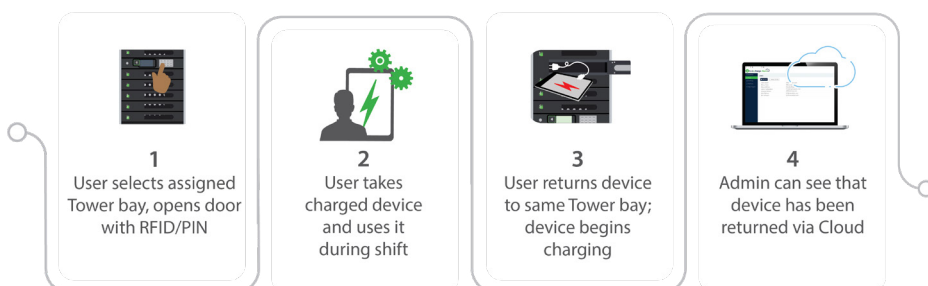 1
User selects assigned
Tower bay, opens door
with RFID/PIN
2
User takes
charged device
and uses it
during shift
3
User returns device
to same Tower bay;
device begins
charging
4
Admin can see that
device has been
returned via Cloud